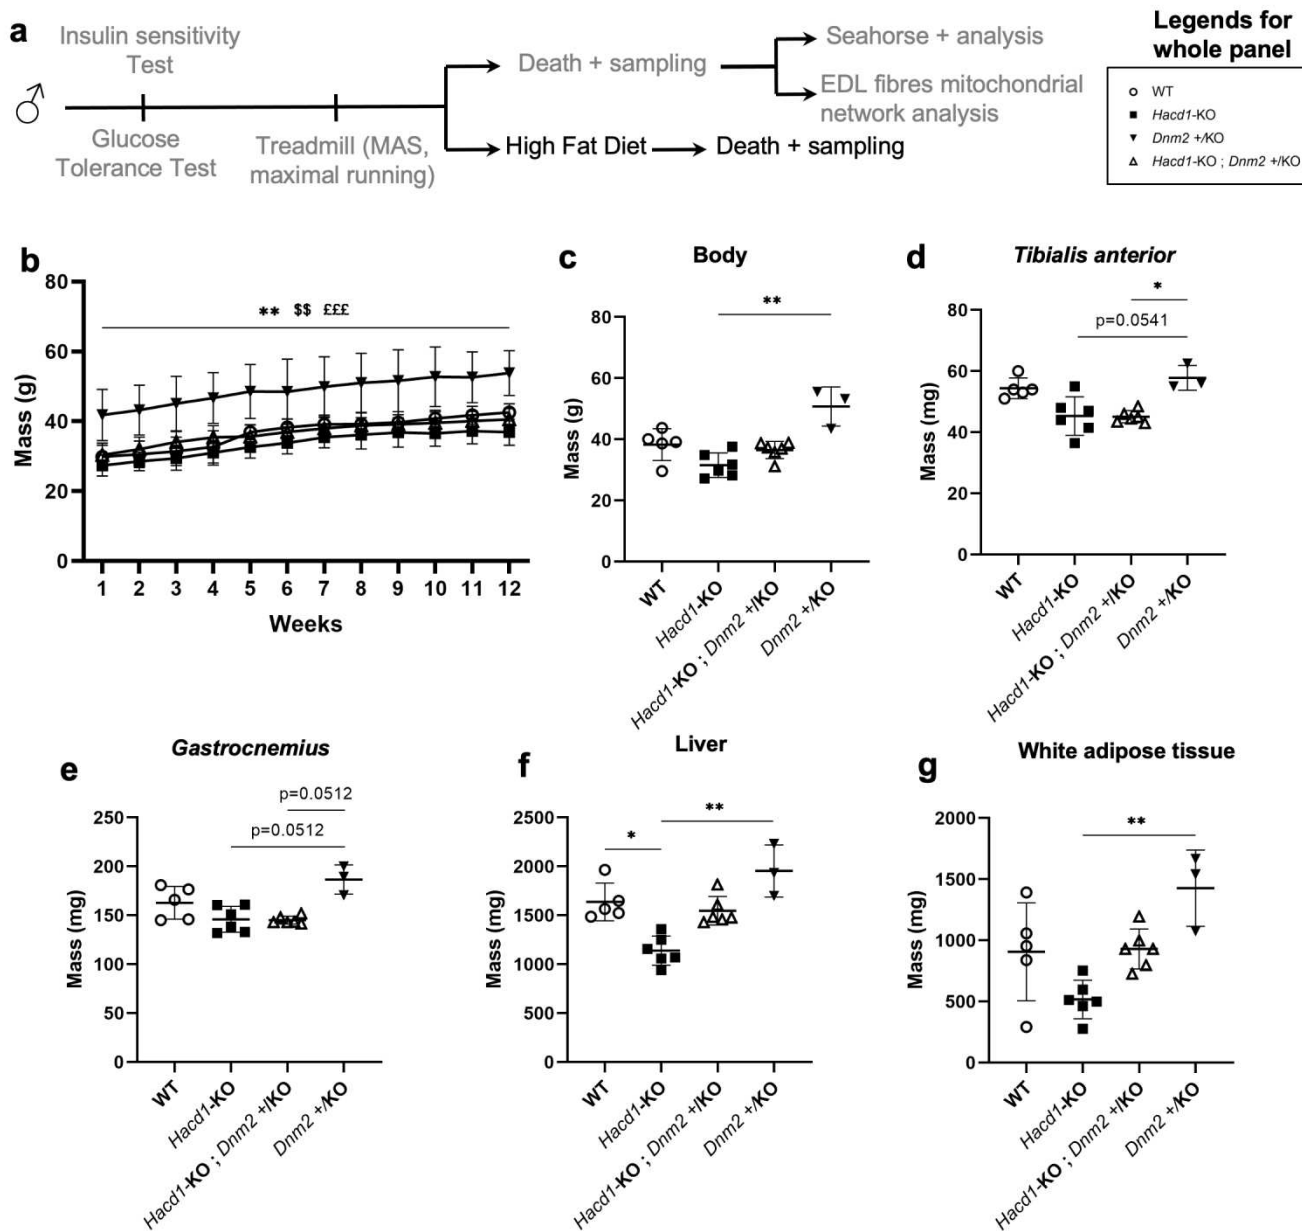 a
Insulin sensitivity
Test
♂
Glucose
Tolerance Test
Treadmill (MAS,
maximal running)
Death + sampling
Seahorse + analysis
EDL fibres mitochondrial
network analysis
High Fat Diet
Death + sampling
Legends for
whole panel
WT
Hacd1-KO
Dnm2 +/KO
Hacd1-KO ; Dnm2 +/KO
b
** $$ £££
Mass (g)
80
60
40
20
0
1 2 3 4 5 6 7 8 9 10 11 12
Weeks
c
Body
**
Mass (g)
80
60
40
20
0
WT
Hacd1-KO
Hacd1-KO ; Dnm2 +/KO
Dnm2 +/KO
d
Tibialis anterior
*
p=0.0541
Mass (mg)
80
60
40
20
0
WT
Hacd1-KO
Hacd1-KO ; Dnm2 +/KO
Dnm2 +/KO
e
Gastrocnemius
p=0.0512
p=0.0512
Mass (mg)
250
200
150
100
50
0
WT
Hacd1-KO
Hacd1-KO ; Dnm2 +/KO
Dnm2 +/KO
f
Liver
**
*
Mass (mg)
2500
2000
1500
1000
500
0
WT
Hacd1-KO
Hacd1-KO ; Dnm2 +/KO
Dnm2 +/KO
g
White adipose tissue
**
Mass (mg)
2000
1500
1000
500
0
WT
Hacd1-KO
Hacd1-KO ; Dnm2 +/KO
Dnm2 +/KO